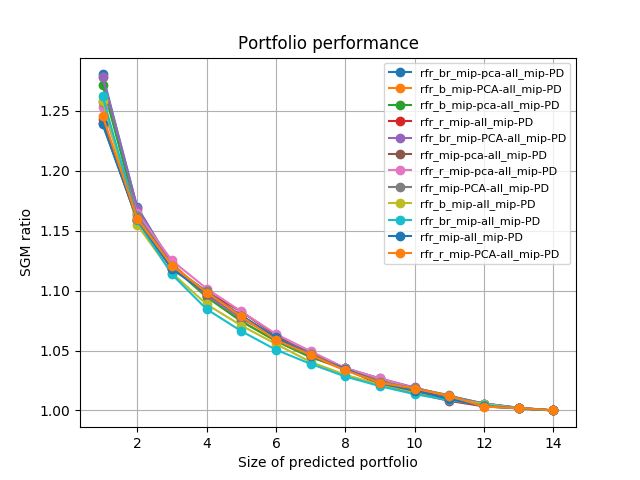 Portfolio performance
rfr_br_mip-pca-all_mip-PD
rfr_b_mip-PCA-all_mip-PD
rfr_b_mip-pca-all_mip-PD
rfr_r_mip-all_mip-PD
rfr_br_mip-PCA-all_mip-PD
rfr_mip-pca-all_mip-PD
rfr_r_mip-pca-all_mip-PD
rfr_mip-PCA-all_mip-PD
rfr_b_mip-all_mip-PD
rfr_br_mip-all_mip-PD
rfr_mip-all_mip-PD
rfr_r_mip-PCA-all_mip-PD
SGM ratio
1.25
1.20
1.15
1.10
1.05
1.00
2 4 6 8 10 12 14
Size of predicted portfolio